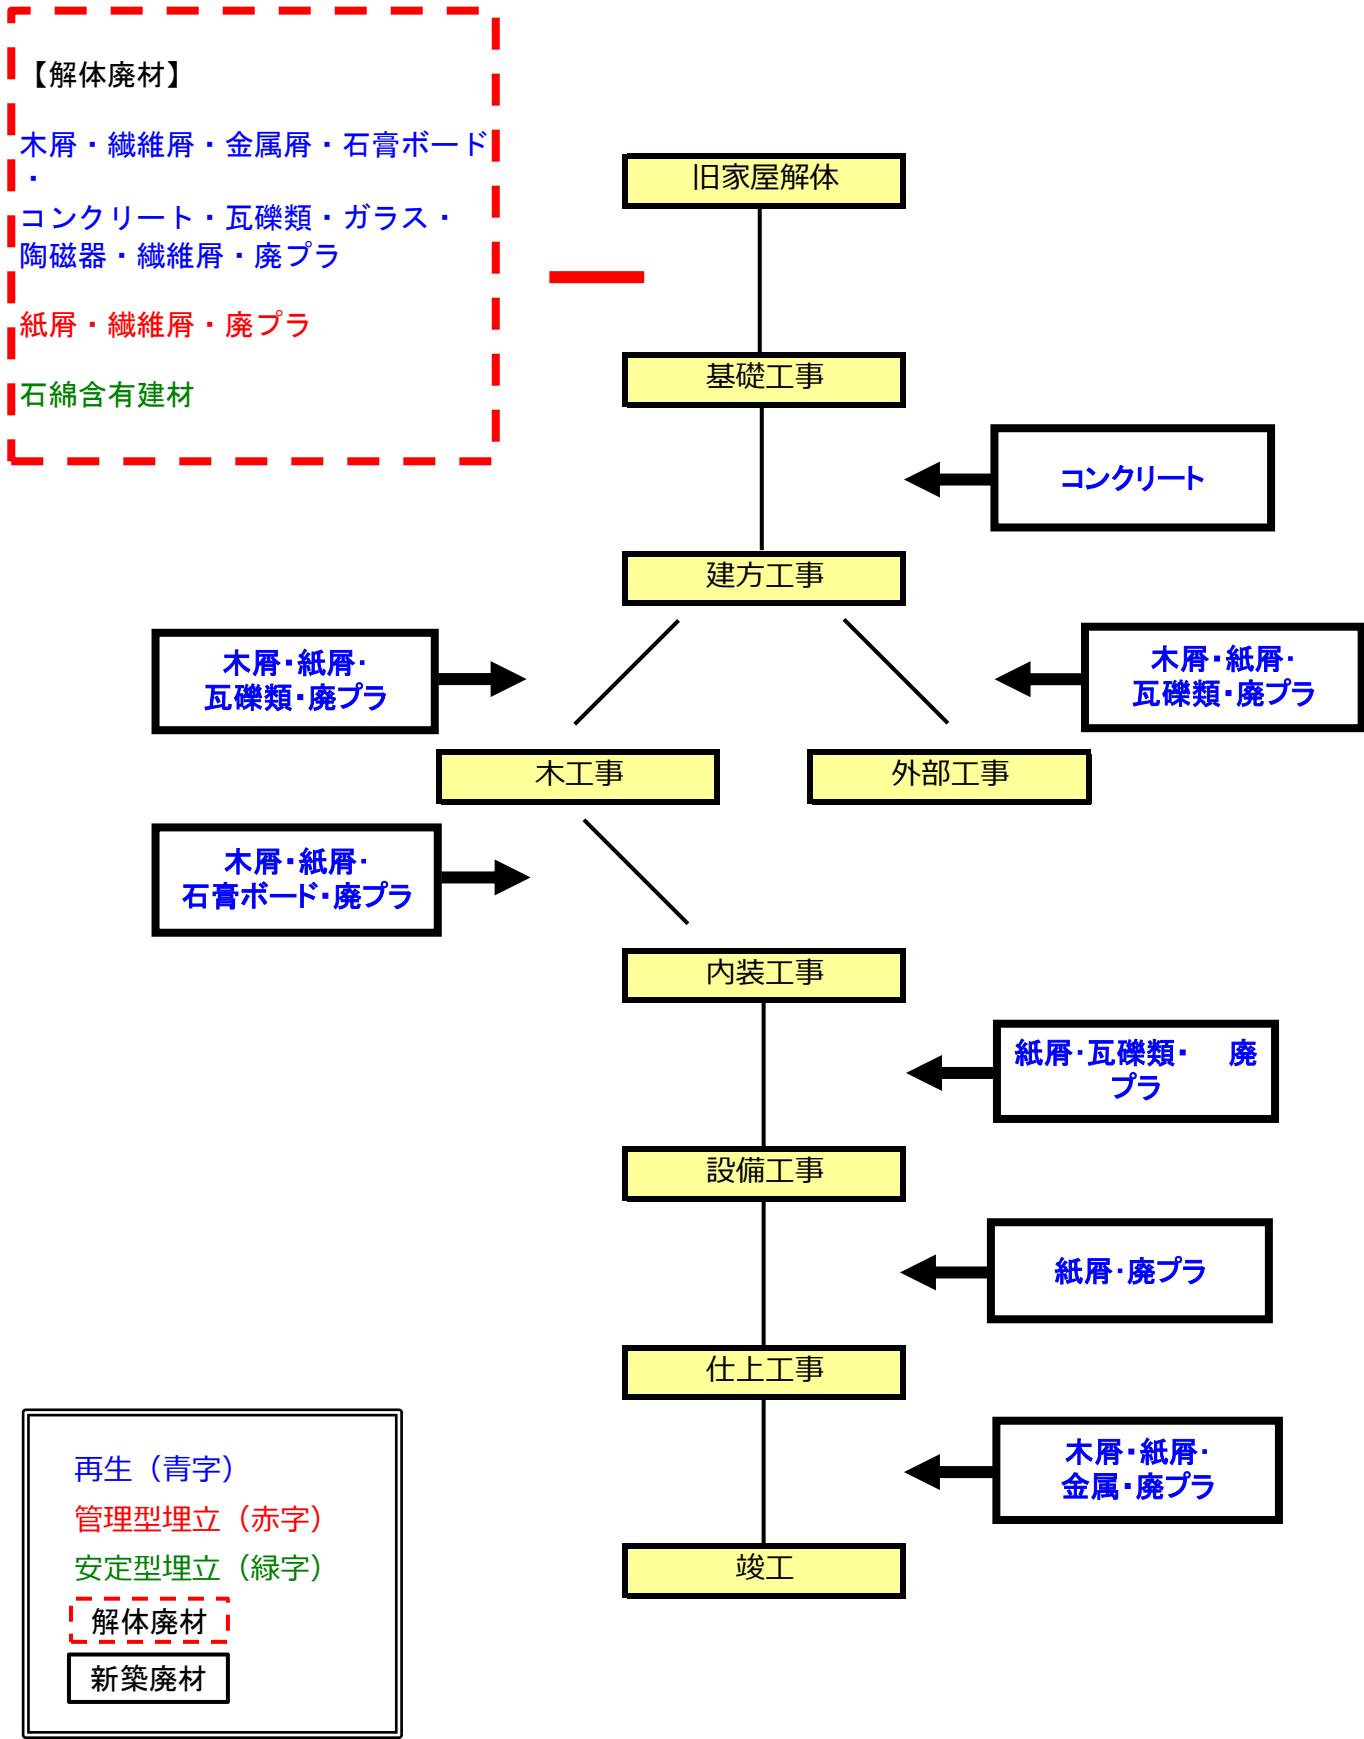 【解体廃材】
木屑・繊維屑・金属屑・石膏ボード
・
コンクリート・瓦礫類・ガラス・
陶磁器・繊維屑・廃プラ
紙屑・繊維屑・廃プラ
石綿含有建材
旧家屋解体
基礎工事
コンクリート
建方工事
木屑・紙屑・
瓦礫類・廃プラ
木屑・紙屑・
瓦礫類・廃プラ
木工事
外部工事
木屑・紙屑・
石膏ボード・廃プラ
内装工事
紙屑・瓦礫類・　廃
プラ
設備工事
紙屑・廃プラ
仕上工事
木屑・紙屑・
金属・廃プラ
竣工
再生（青字）
管理型埋立（赤字）
安定型埋立（緑字）
解体廃材
新築廃材